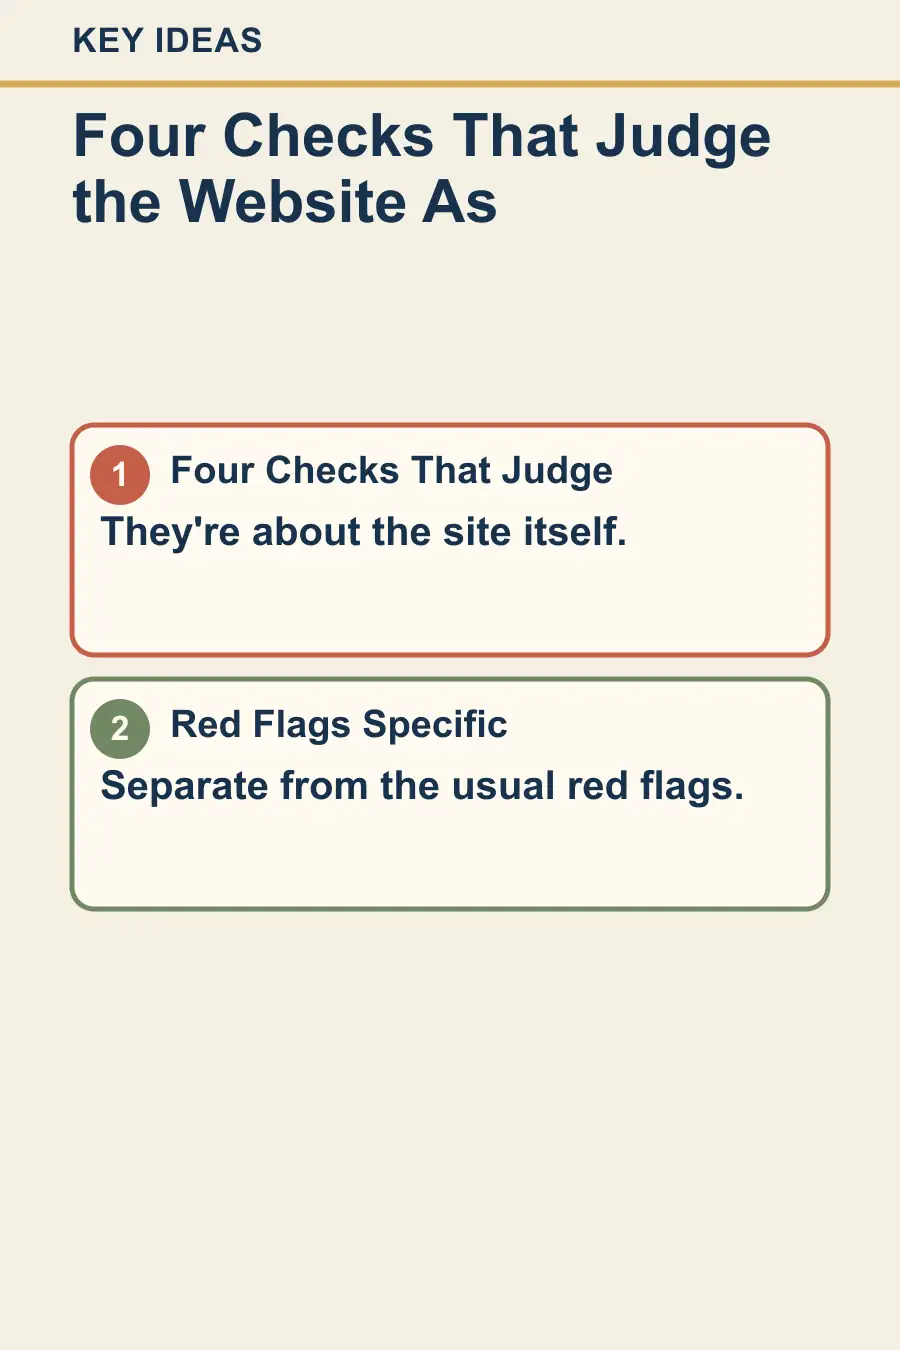 KEY IDEAS
Four Checks That Judge
the Website As
1 Four Checks That Judge
They're about the site itself.
2 Red Flags Specific
Separate from the usual red flags.